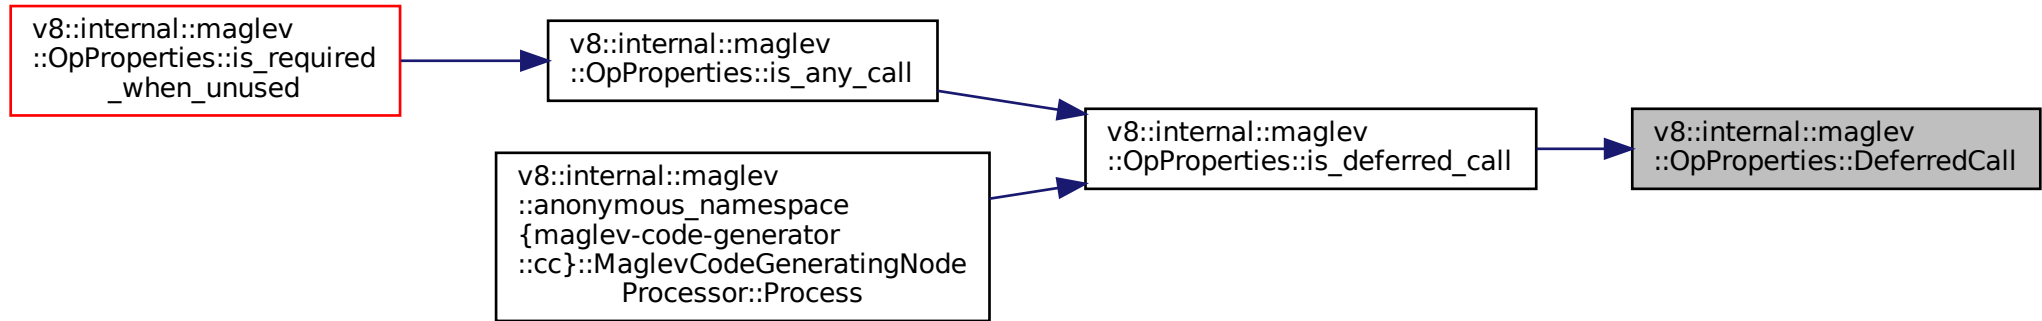 v8::internal::maglev
::OpProperties::is_required
_when_unused
v8::internal::maglev
::OpProperties::is_any_call
v8::internal::maglev
::anonymous_namespace
{maglev-code-generator
::cc}::MaglevCodeGeneratingNode
Processor::Process
v8::internal::maglev
::OpProperties::is_deferred_call
v8::internal::maglev
::OpProperties::DeferredCall